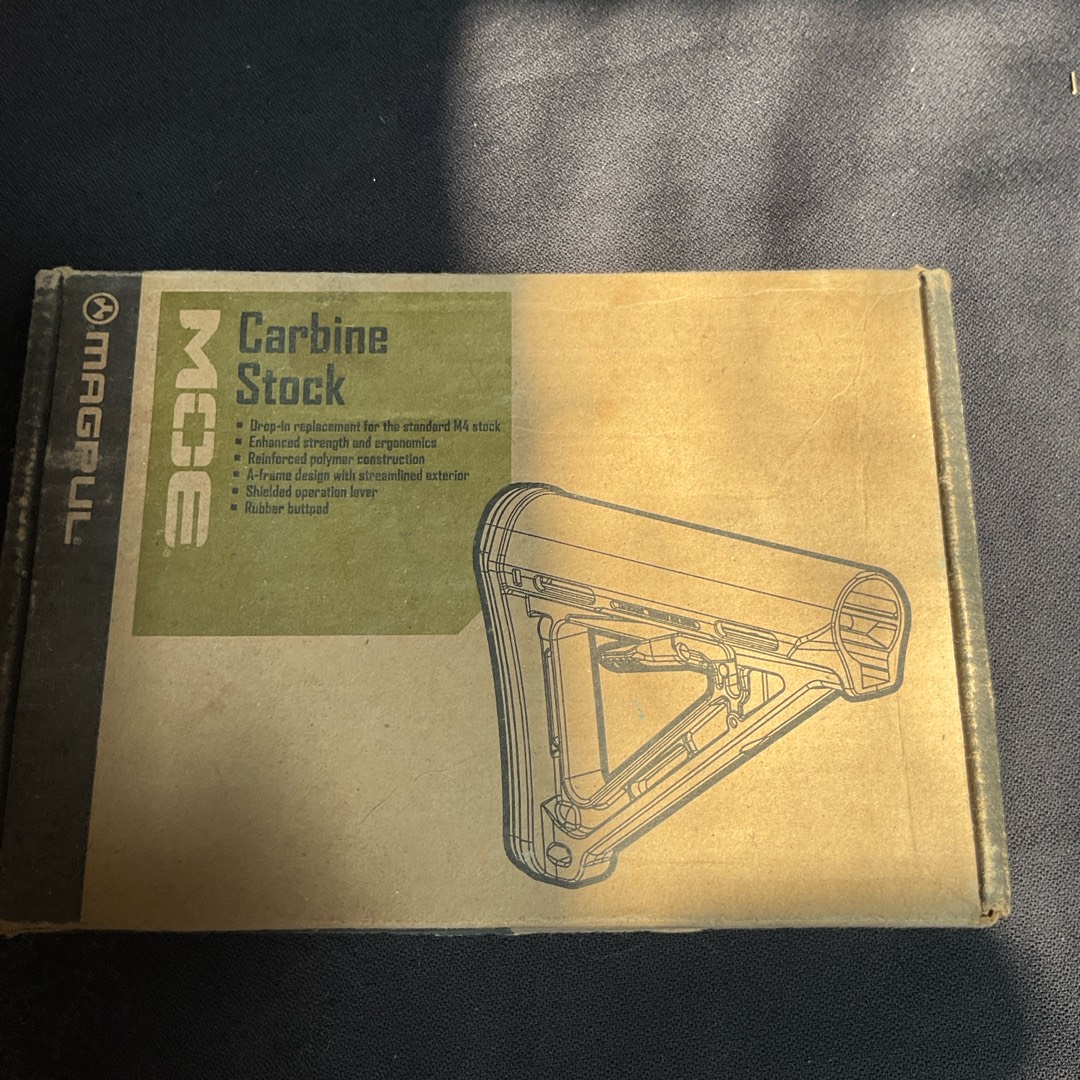 MAGPUL
MOE
Carbine
Stock
▪ Drop-In replacement for the standard M4 stock
▪ Enhanced strength and ergonomics
▪ Reinforced polymer construction
▪ A-frame design with streamlined exterior
▪ Shielded operation lever
▪ Rubber buttpad